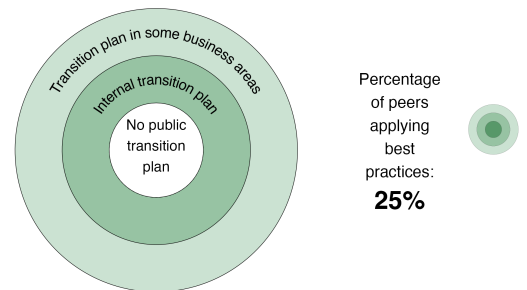 Transition plan in some business areas
Internal transition plan
No public
transition
plan
Percentage
of peers
applying
best
practices:
25%